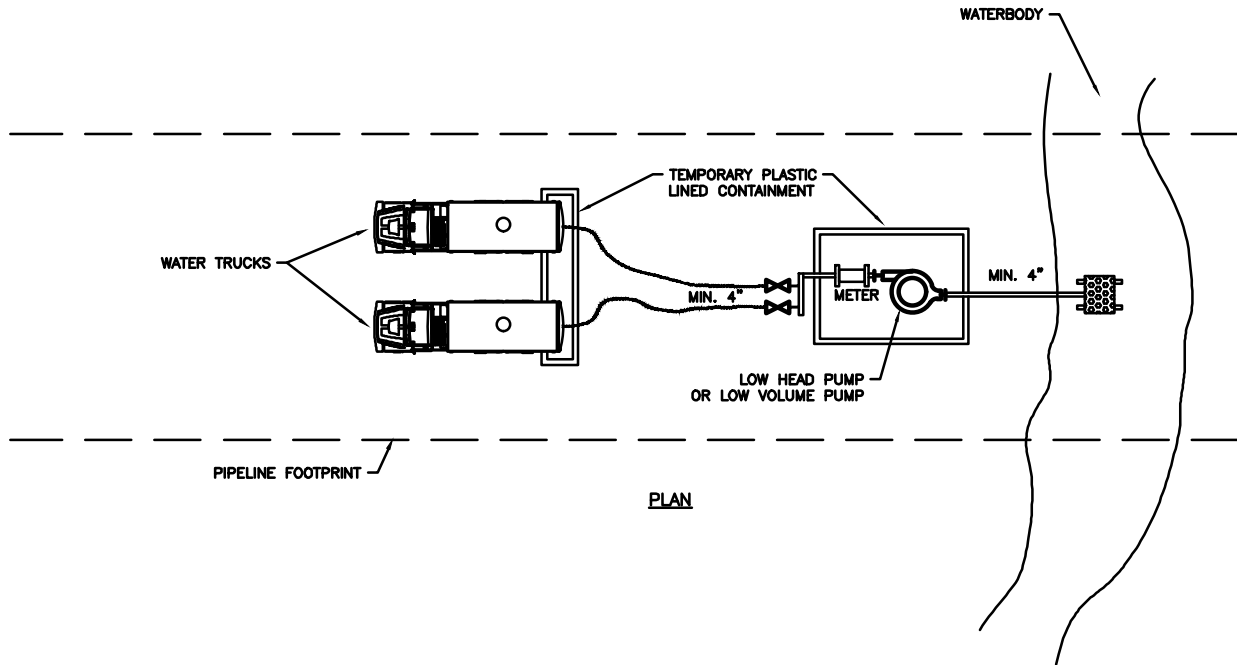 WATERBODY
TEMPORARY PLASTIC
LINED CONTAINMENT
WATER TRUCKS
MIN. 4"
METER
MIN. 4"
LOW HEAD PUMP
OR LOW VOLUME PUMP
PIPELINE FOOTPRINT
PLAN